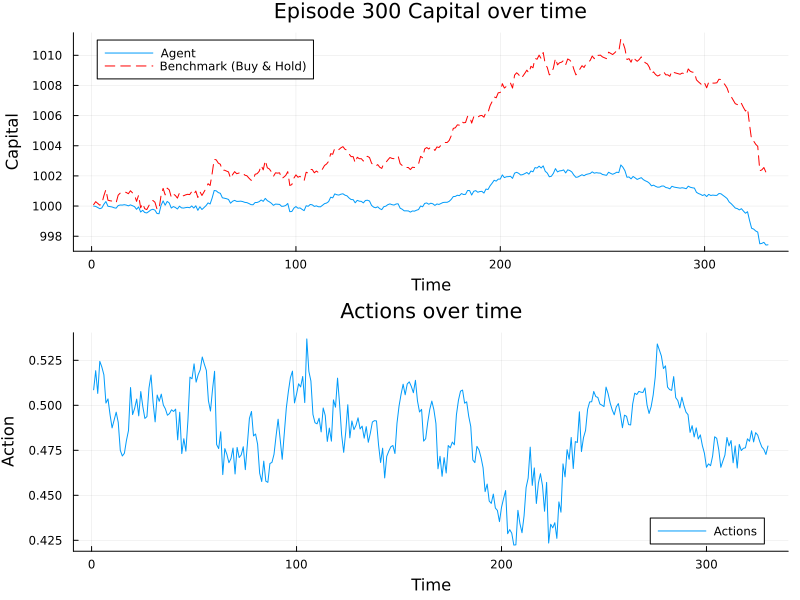 Episode 300 Capital over time
Agent
Benchmark (Buy & Hold)
1010
1008
1006
1004
1002
1000
998
Capital
0 100 200 300
Time
Actions over time
0.525
0.500
0.475
0.450
0.425
Action
Actions
0 100 200 300
Time